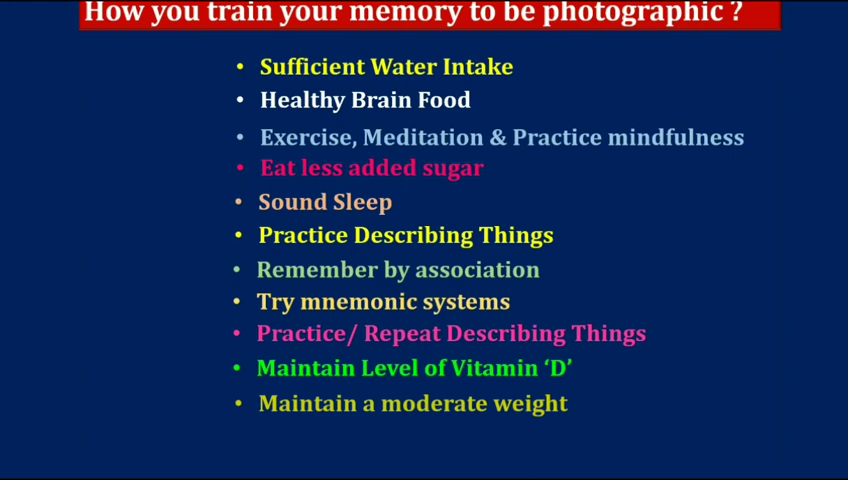 How you train your memory to be photographic ?
• Sufficient Water Intake
• Healthy Brain Food
• Exercise, Meditation & Practice mindfulness
• Eat less added sugar
• Sound Sleep
• Practice Describing Things
• Remember by association
• Try mnemonic systems
• Practice/ Repeat Describing Things
• Maintain Level of Vitamin ‘D’
• Maintain a moderate weight